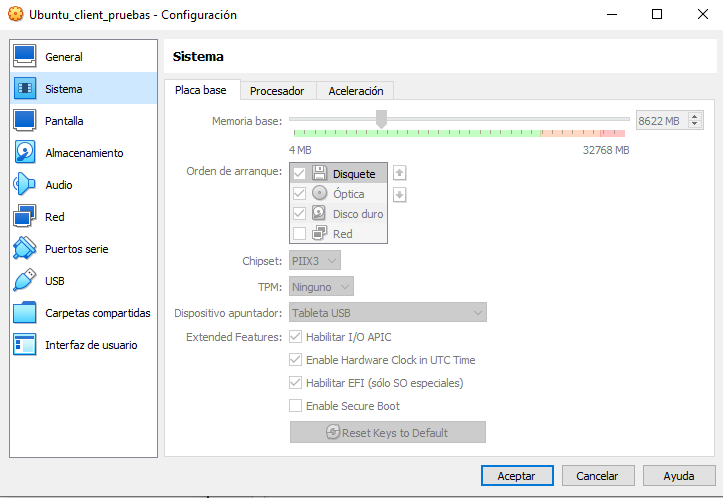 Ubuntu_client_pruebas - Configuración
General
Sistema
Pantalla
Almacenamiento
Audio
Red
Puertos serie
USB
Carpetas compartidas
Interfaz de usuario
Sistema
Placa base Procesador Aceleración
Memoria base: 8622 MB
4 MB 32768 MB
Orden de arranque: Disquete
Óptica
Disco duro
Red
Chipset: PIIX3
TPM: Ninguno
Dispositivo apuntador: Tableta USB
Extended Features: Habilitar I/O APIC
Enable Hardware Clock in UTC Time
Habilitar EFI (sólo SO especiales)
Enable Secure Boot
Reset Keys to Default
Aceptar Cancelar Ayuda